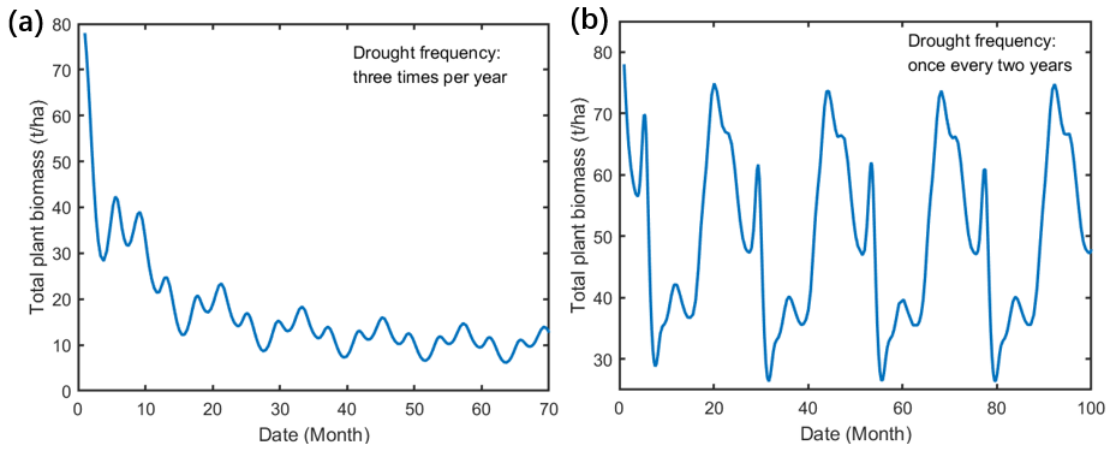 (a)
Drought frequency:
three times per year
80
70
60
50
40
30
20
10
0
0 10 20 30 40 50 60 70
Total plant biomass (t/ha)
Date (Month)
(b)
Drought frequency:
once every two years
80
70
60
50
40
30
0 20 40 60 80 100
Total plant biomass (t/ha)
Date (Month)